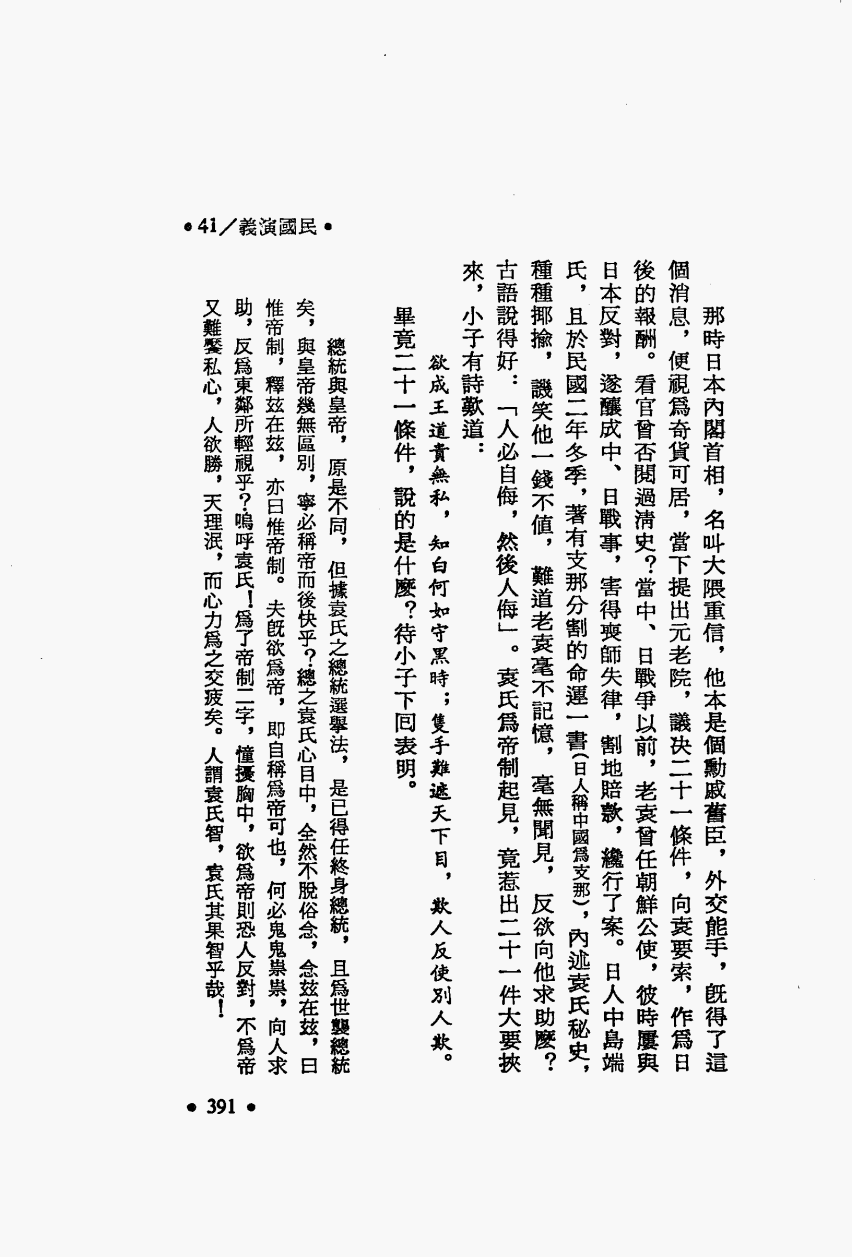 •41/義演國民•
那時日本內閣首相，名叫大隈重信，他本是個勳戚舊臣，外交能手，旣得了這
個消息，便視爲奇貨可居，當下提出元老院，議決二十一條件，向袁要索，作爲日
後的報酬。看官曾否閱過淸史？當中、日戰爭以前，老袁曾任朝鮮公使，彼時屢與
日本反對，遂釀成中、日戰事，害得喪師失律，割地賠款，纔行了案。日人中島端
氏，且於民國二年冬季，著有支那分割的命運一書（日人稱中國爲支那），內述袁氏秘史，
種種揶揄，譏笑他一錢不值，難道老袁毫不記憶，毫無聞見，反欲向他求助麼？
古語說得好：「人必自侮，然後人侮」。袁氏爲帝制起見，竟惹出二十一件大要挾
來，小子有詩歎道：
欲成王道貴無私，知白何如守黑時；隻手難遮天下目，欺人反使別人欺。
畢竟二十一條件，說的是什麼？待小子下回表明。
總統與皇帝，原是不同，但據袁氏之總統選舉法，是已得任終身總統，且爲世襲總統
矣，與皇帝幾無區別，寧必稱帝而後快乎？總之袁氏心目中，全然不脫俗念，念玆在玆，曰
惟帝制，釋玆在玆，亦曰惟帝制。夫旣欲爲帝，即自稱爲帝可也，何必鬼鬼祟祟，向人求
助，反爲東鄰所輕視乎？嗚呼袁氏！爲了帝制二字，憧擾胸中，欲爲帝則恐人反對，不爲帝
又難饜私心，人欲勝，天理泯，而心力爲之交疲矣。人謂袁氏智，袁氏其果智乎哉！
•391•